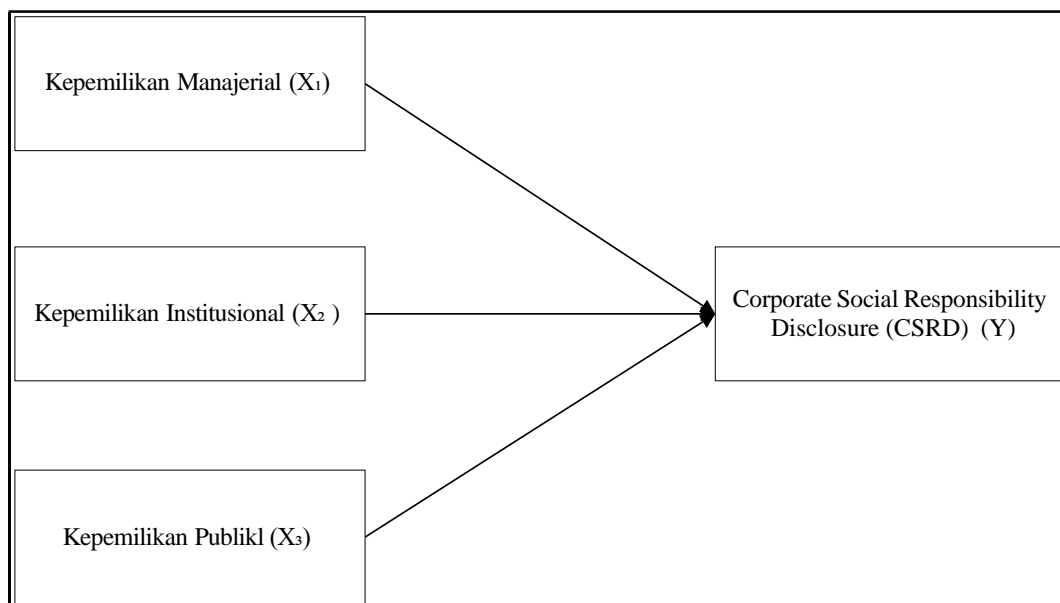 Kepemilikan Manajerial (X₁)
Kepemilikan Institusional (X₂ )
Corporate Social Responsibility
Disclosure (CSRD) (Y)
Kepemilikan Publikl (X₃)